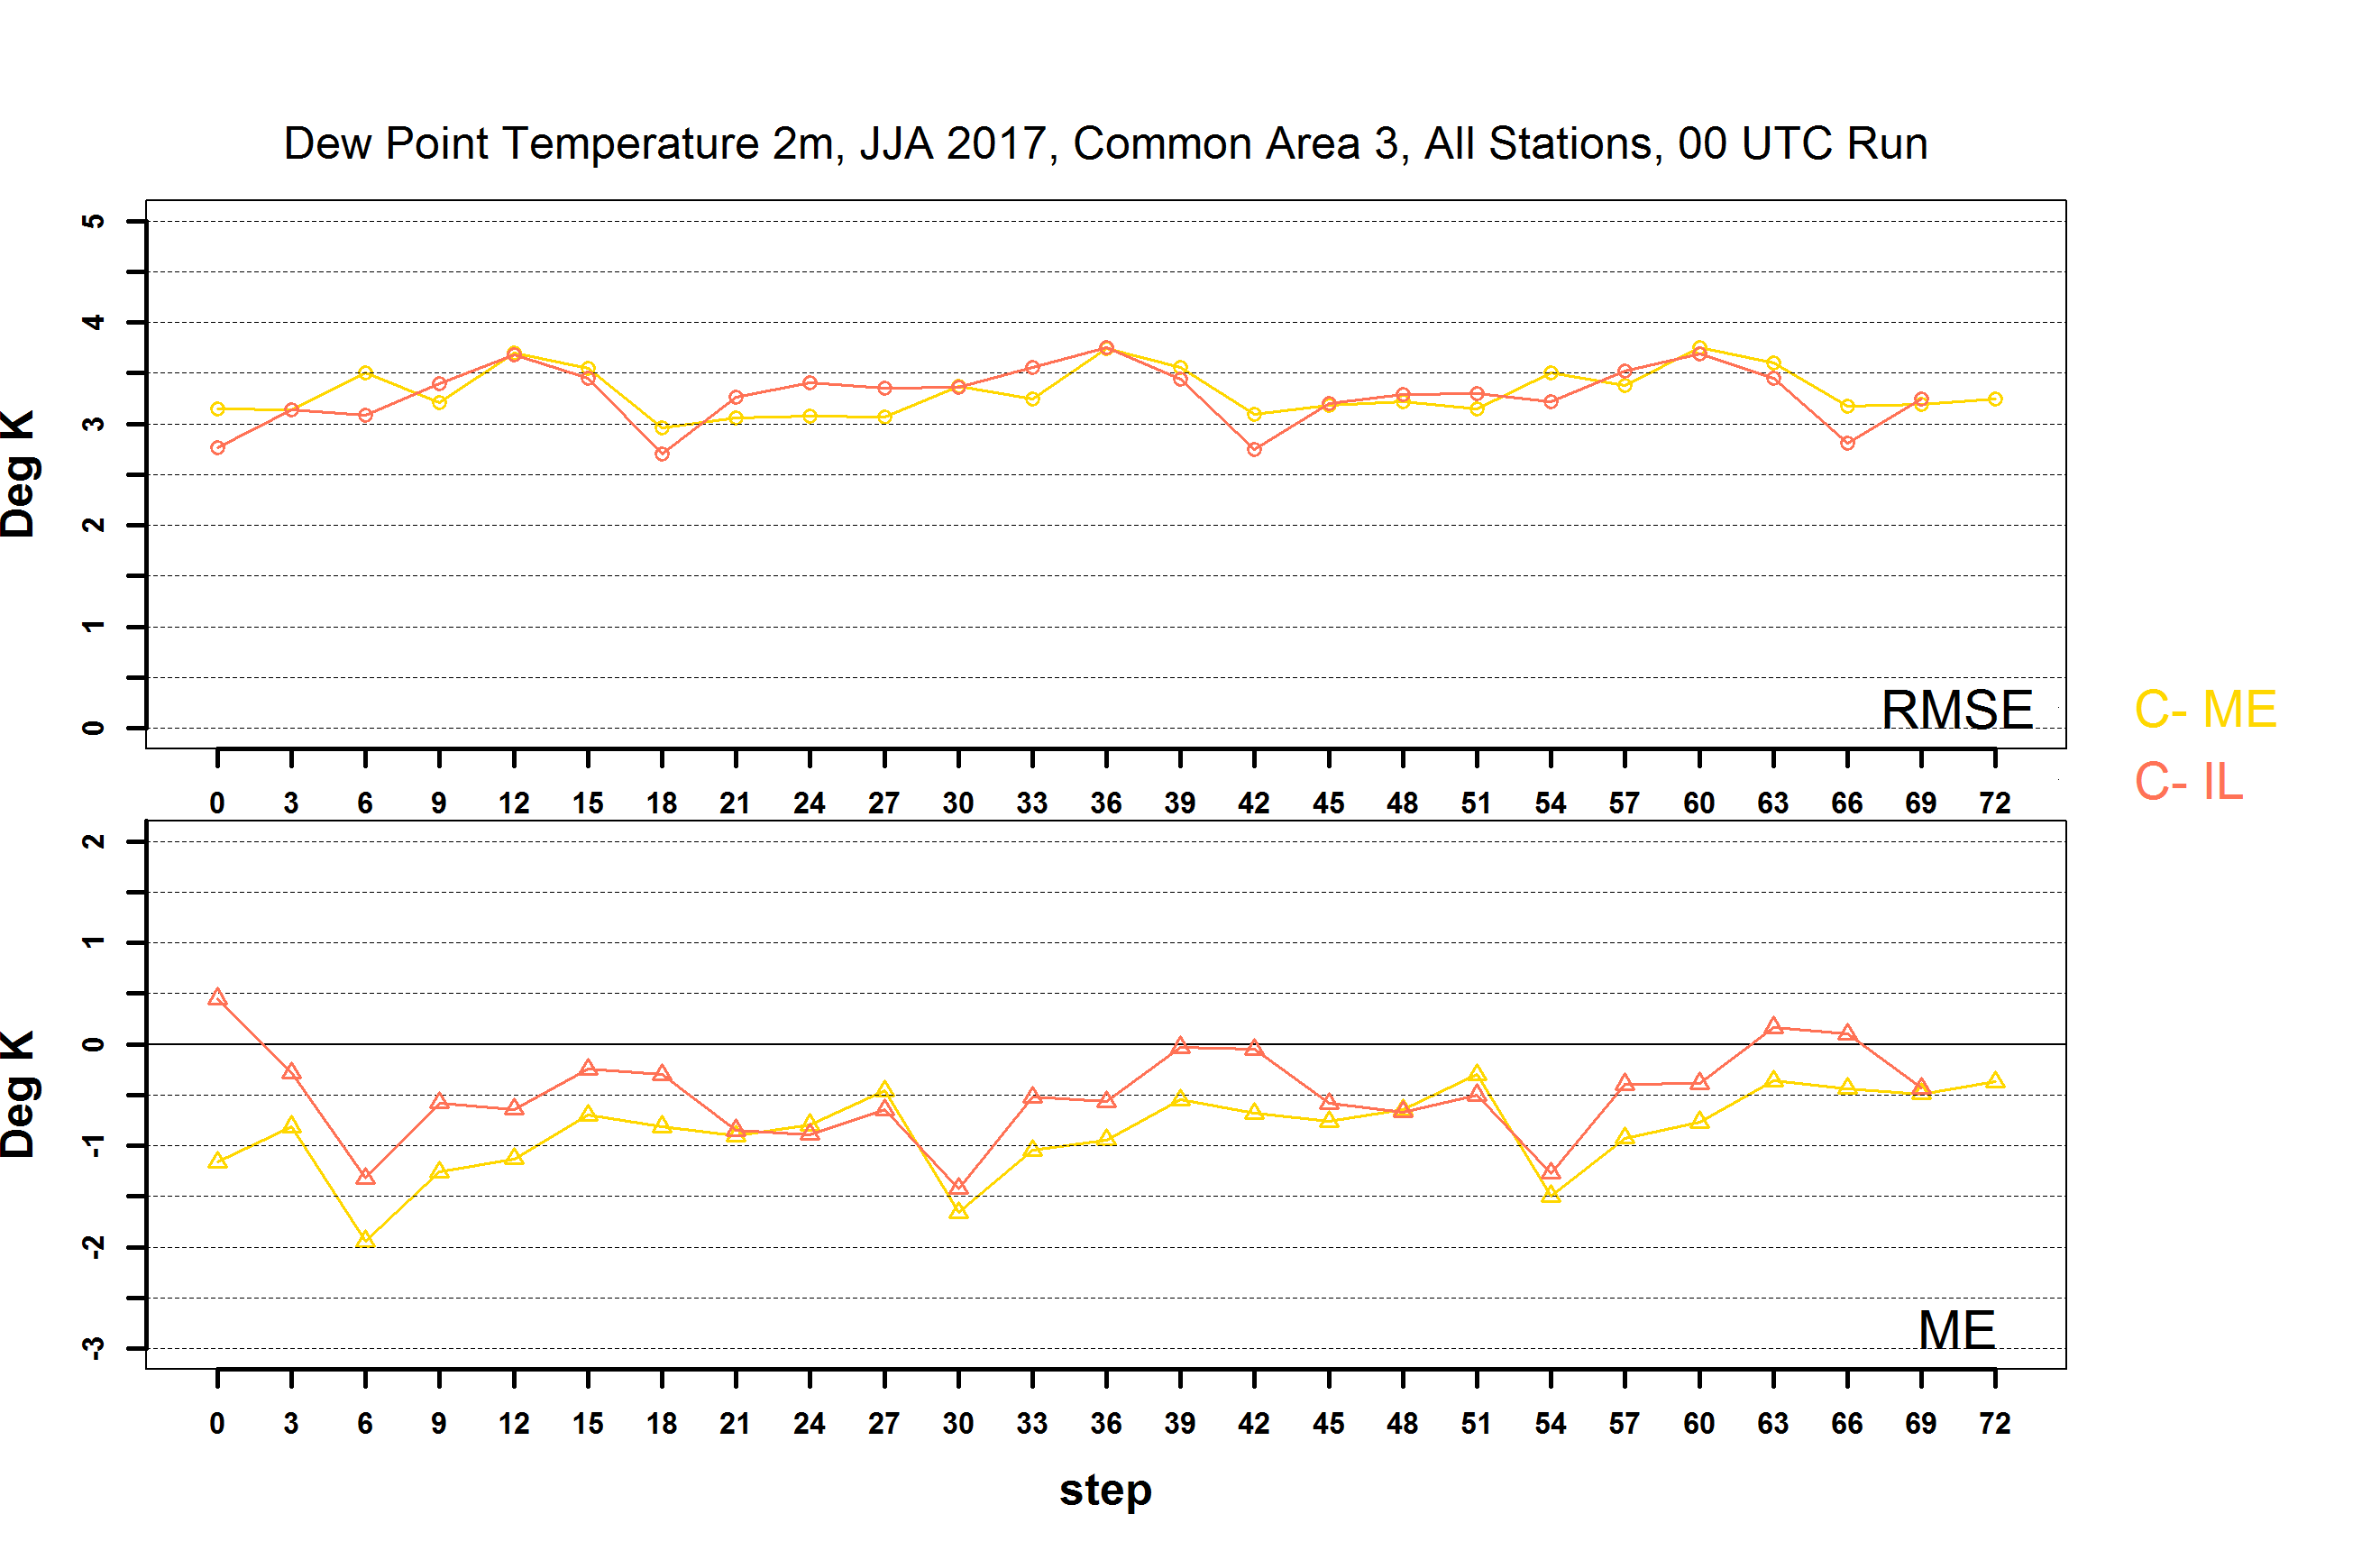 Dew Point Temperature 2m, JJA 2017, Common Area 3, All Stations, 00 UTC Run
Deg K
5
4
3
2
1
0
RMSE
0 3 6 9 12 15 18 21 24 27 30 33 36 39 42 45 48 51 54 57 60 63 66 69 72
C- ME
C- IL
Deg K
2
1
0
-1
-2
-3
ME
0 3 6 9 12 15 18 21 24 27 30 33 36 39 42 45 48 51 54 57 60 63 66 69 72
step